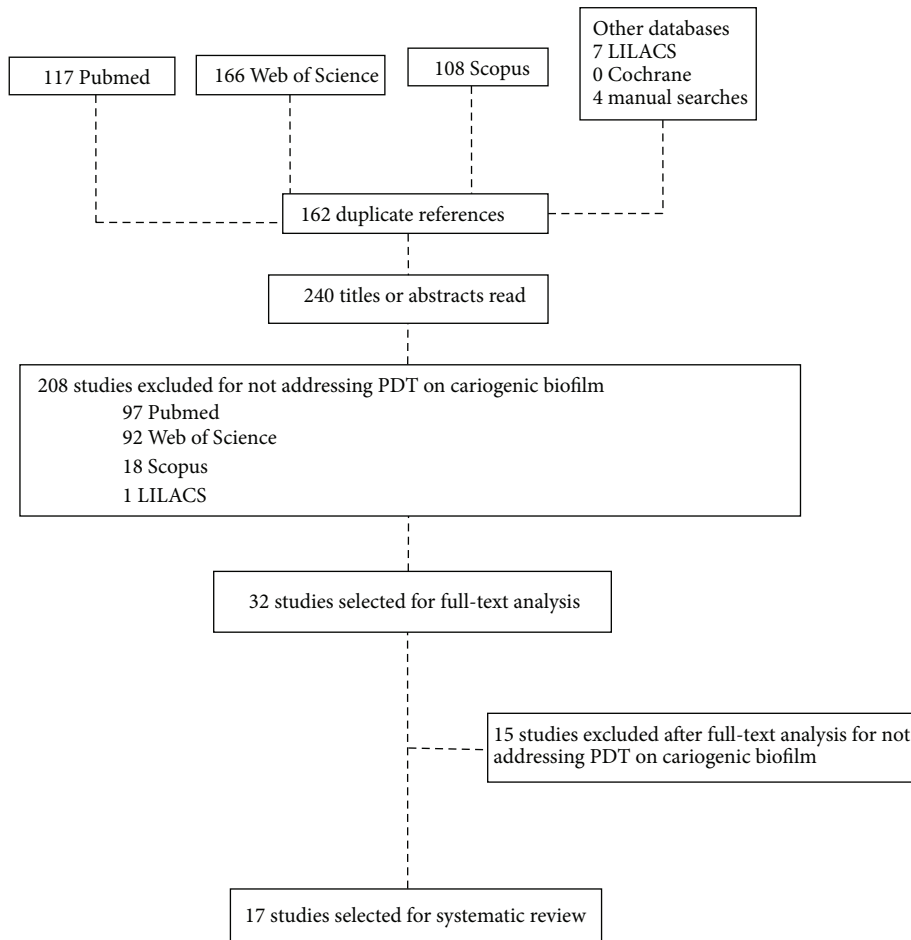 117 Pubmed
166 Web of Science
108 Scopus
Other databases
7 LILACS
0 Cochrane
4 manual searches
162 duplicate references
240 titles or abstracts read
208 studies excluded for not addressing PDT on cariogenic biofilm
97 Pubmed
92 Web of Science
18 Scopus
1 LILACS
32 studies selected for full-text analysis
15 studies excluded after full-text analysis for not
addressing PDT on cariogenic biofilm
17 studies selected for systematic review